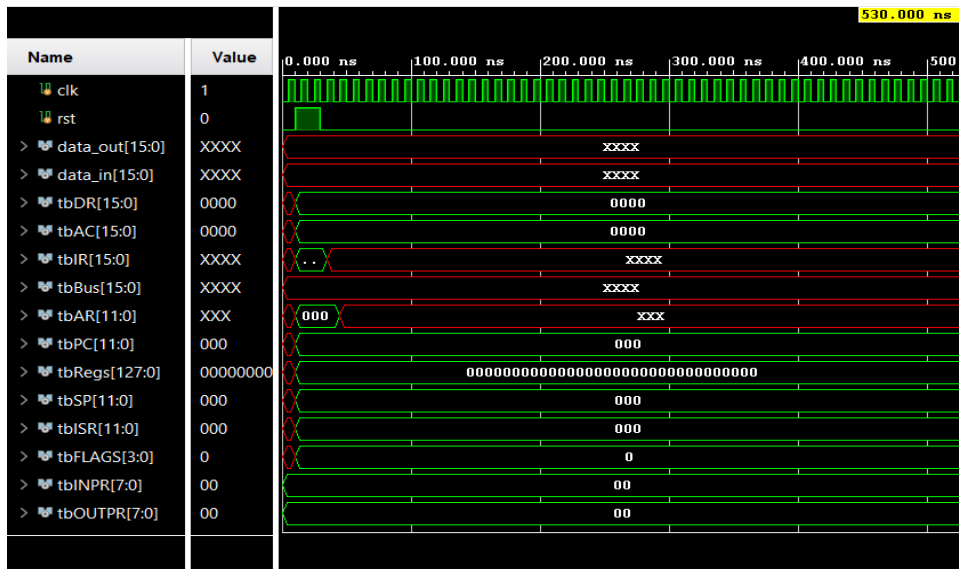 530.000 ns
Name Value 0.000 ns 100.000 ns 200.000 ns 300.000 ns 400.000 ns 500
clk 1
rst 0
data_out[15:0] XXXX XXXX
data_in[15:0] XXXX XXXX
tbDR[15:0] 0000 0000
tbAC[15:0] 0000 0000
tbIR[15:0] XXXX .. XXXX
tbBus[15:0] XXXX XXXX
tbAR[11:0] XXX 000 XXX
tbPC[11:0] 000 000
tbRegs[127:0] 00000000 00000000000000000000000000000000
tbSP[11:0] 000 000
tbISR[11:0] 000 000
tbFLAGS[3:0] 0 0
tbINPR[7:0] 00 00
tbOUTPR[7:0] 00 00